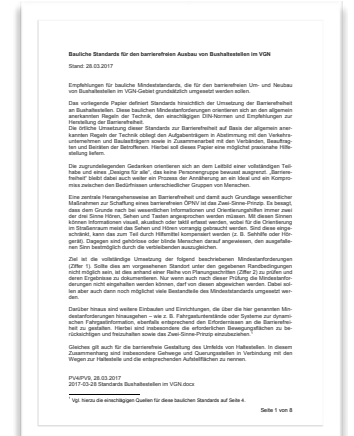 Bauliche Standards für den barrierefreien Ausbau von Bushaltestellen im VGN
Stand: 28.03.2017
Empfehlungen für bauliche Mindeststandards, die für den barrierefreien Um- und Neubau
von Bushaltestellen im VGN-Gebiet grundsätzlich umgesetzt werden sollen.
Das vorliegende Papier definiert Standards hinsichtlich der Umsetzung der Barrierefreiheit
an Bushaltestellen. Diese baulichen Mindestanforderungen orientieren sich an den allgemein
anerkannten Regeln der Technik, den einschlägigen DIN-Normen und Empfehlungen zur
Herstellung der Barrierefreiheit.
Die örtliche Umsetzung dieser Standards zur Barrierefreiheit auf Basis der allgemein aner-
kannten Regeln der Technik obliegt den Aufgabenträgern in Abstimmung mit den Verkehrs-
unternehmen und Baulastträgern sowie in Zusammenarbeit mit den Verbänden, Beauftrag-
ten und Beiräten der Betroffenen. Hierbei soll dieses Papier eine möglichst praxisnahe Hilfe-
stellung liefern.
Die zugrundeliegenden Gedanken orientieren sich an dem Leitbild einer vollständigen Teil-
habe und eines „Designs für alle“, das keine Personengruppe bewusst ausgrenzt. „Barriere-
freiheit“ bleibt dabei auch weiter ein Prozess der Annäherung an ein Ideal und ein Kompro-
miss zwischen den Bedürfnissen unterschiedlicher Gruppen von Menschen.
Eine zentrale Herangehensweise an Barrierefreiheit und damit auch Grundlage wesentlicher
Maßnahmen zur Schaffung eines barrierefreien ÖPNV ist das Zwei-Sinne-Prinzip. Es besagt,
dass dem Grunde nach bei wesentlichen Informationen und Orientierungshilfen immer zwei
der drei Sinne Hören, Sehen und Tasten angesprochen werden müssen. Mit diesen Sinnen
können Informationen visuell, akustisch oder taktil erfasst werden, wobei für die Orientierung
im Straßenraum meist das Sehen und Hören vorrangig gebraucht werden. Sind diese einge-
schränkt, kann das zum Teil durch Hilfsmittel kompensiert werden (z. B. Sehhilfe oder Hör-
gerät). Dagegen sind gehörlose oder blinde Menschen darauf angewiesen, den ausgefalle-
nen Sinn bestmöglich durch die verbleibenden auszugleichen.
Ziel ist die vollständige Umsetzung der folgend beschriebenen Mindestanforderungen
(Ziffer 1). Sollte dies am vorgesehenen Standort unter den gegebenen Randbedingungen
nicht möglich sein, ist dies anhand einer Reihe von Planungsschritten (Ziffer 2) zu prüfen und
deren Ergebnisse zu dokumentieren. Nur wenn auch nach dieser Prüfung die Mindestanfor-
derungen nicht eingehalten werden können, darf von diesen abgewichen werden. Dabei sol-
len aber auch dann noch möglichst viele Bestandteile des Mindeststandards umgesetzt wer-
den.
Darüber hinaus sind weitere Einbauten und Einrichtungen, die über die hier genannten Min-
destanforderungen hinausgehen – wie z. B. Fahrgastunterstände oder Systeme zur dynami-
schen Fahrgastinformation, ebenfalls entsprechend den Erfordernissen an die Barrierefrei-
heit zu gestalten. Hierbei sind insbesondere die erforderlichen Bewegungsflächen zu be-
rücksichtigen und freizuhalten sowie das Zwei-Sinne-Prinzip einzubeziehen.¹
Gleiches gilt auch für die barrierefreie Gestaltung des Umfelds von Haltestellen. In diesem
Zusammenhang sind insbesondere Gehwege und Querungsstellen in Verbindung mit den
Wegen zur Haltestelle und die entsprechenden Aufstellflächen zu nennen.
PV4/PV9, 28.03.2017
2017-03-28 Standards Bushaltestellen im VGN.docx
¹ Vgl. hierzu die einschlägigen Quellen für diese baulichen Standards auf Seite 4.
Seite 1 von 8